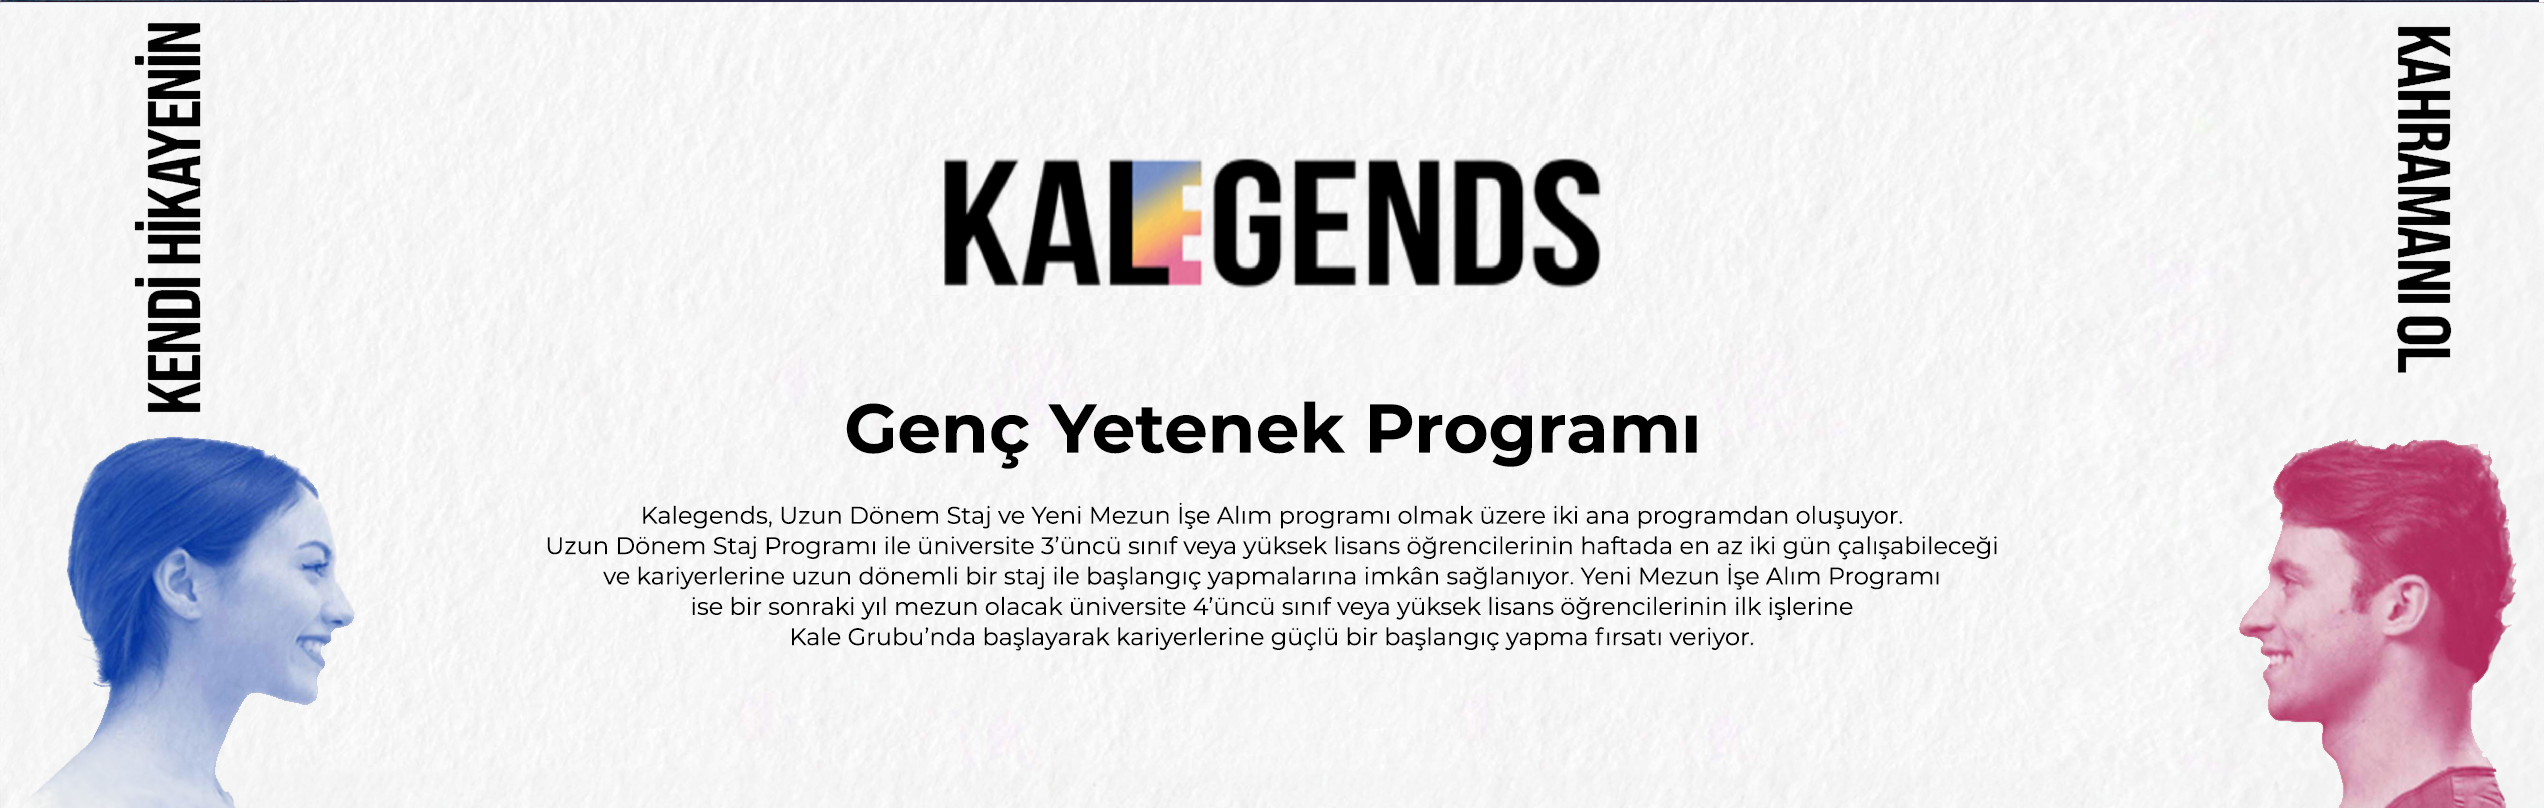 KENDİ HİKAYENİN
KAHRAMANI OL
KALEGENDS
Genç Yetenek Programı
Kalegends, Uzun Dönem Staj ve Yeni Mezun İşe Alım programı olmak üzere iki ana programdan oluşuyor.
Uzun Dönem Staj Programı ile üniversite 3’üncü sınıf veya yüksek lisans öğrencilerinin haftada en az iki gün çalışabileceği
ve kariyerlerine uzun dönemli bir staj ile başlangıç yapmalarına imkân sağlanıyor. Yeni Mezun İşe Alım Programı
ise bir sonraki yıl mezun olacak üniversite 4’üncü sınıf veya yüksek lisans öğrencilerinin ilk işlerine
Kale Grubu’nda başlayarak kariyerlerine güçlü bir başlangıç yapma fırsatı veriyor.